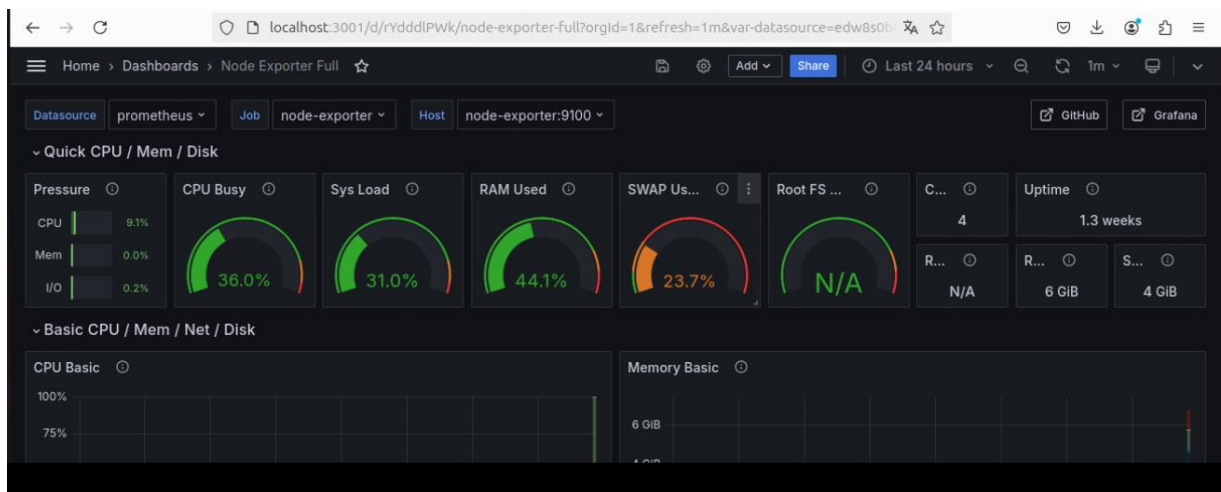 localhost:3001/d/rYdddlPWk/node-exporter-full?orgId=1&refresh=1m&var-datasource=edw8s0b
Home › Dashboards › Node Exporter Full Add Share Last 24 hours 1m
Datasource prometheus Job node-exporter Host node-exporter:9100 GitHub Grafana
Quick CPU / Mem / Disk
Pressure CPU Busy Sys Load RAM Used SWAP Us... Root FS ... C... Uptime
CPU 9.1% 4 1.3 weeks
Mem 0.0% R... R... S...
I/O 0.2% 36.0% 31.0% 44.1% 23.7% N/A N/A 6 GiB 4 GiB
Basic CPU / Mem / Net / Disk
CPU Basic Memory Basic
100%
6 GiB
75%